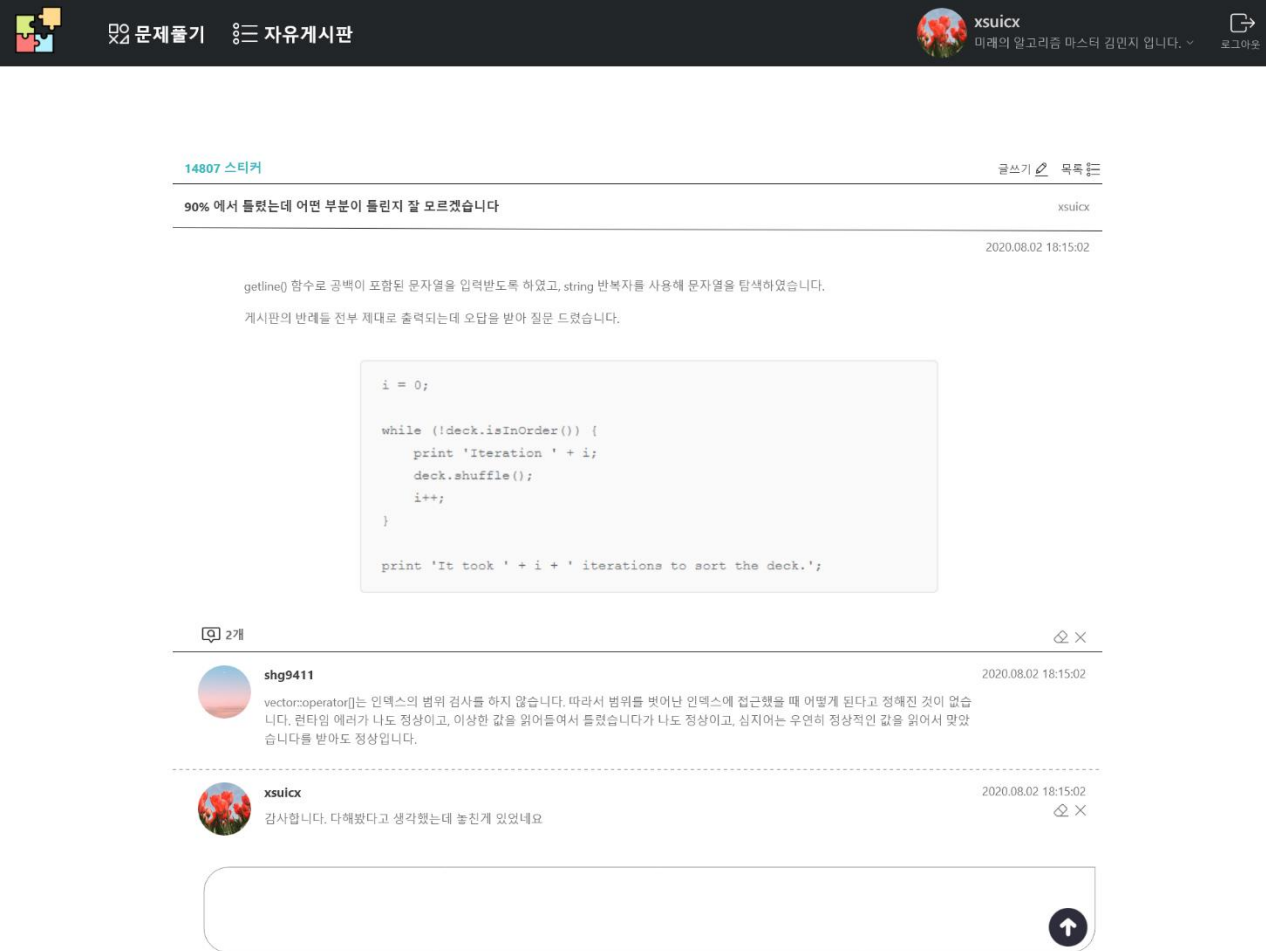 문제풀기 자유게시판
xsuicx
미래의 알고리즘 마스터 김민지 입니다.
로그아웃
14807 스티커 글쓰기 목록
90% 에서 틀렸는데 어떤 부분이 틀린지 잘 모르겠습니다 xsuicx
2020.08.02 18:15:02
getline() 함수로 공백이 포함된 문자열을 입력받도록 하였고, string 반복자를 사용해 문자열을 탐색하였습니다.
게시판의 반례들 전부 제대로 출력되는데 오답을 받아 질문 드렸습니다.
i = 0;
while (!deck.isInOrder()) {
    print 'Iteration ' + i;
    deck.shuffle();
    i++;
}
print 'It took ' + i + ' iterations to sort the deck.';
2개
shg9411 2020.08.02 18:15:02
vector::operator[]는 인덱스의 범위 검사를 하지 않습니다. 따라서 범위를 벗어난 인덱스에 접근했을 때 어떻게 된다고 정해진 것이 없습
니다. 런타임 에러가 나도 정상이고, 이상한 값을 읽어들여서 틀렸습니다가 나도 정상이고, 심지어는 우연히 정상적인 값을 읽어서 맞았
습니다를 받아도 정상입니다.
xsuicx 2020.08.02 18:15:02
감사합니다. 다해봤다고 생각했는데 놓친게 있었네요